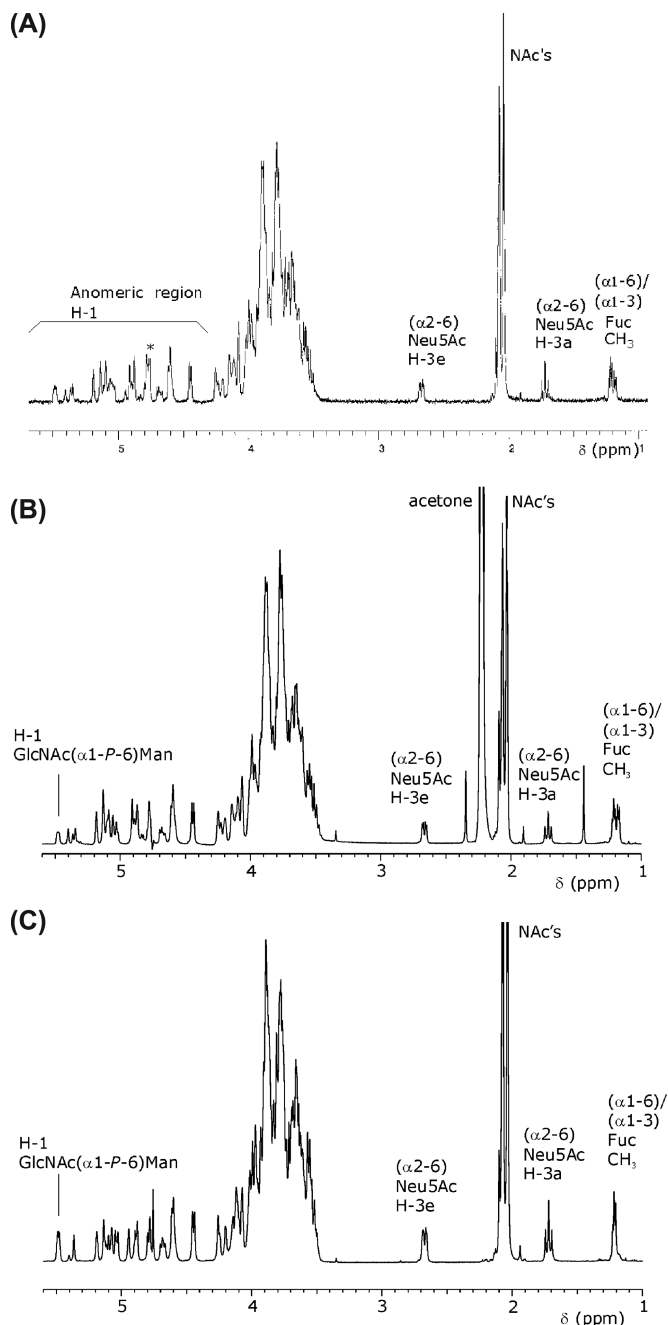 (A)
NAc's
Anomeric region
H-1
*
(α2-6)
Neu5Ac
H-3e
(α2-6)
Neu5Ac
H-3a
(α1-6)/
(α1-3)
Fuc
CH3
5 4 3 2 δ (ppm) 1
(B)
acetone NAc's
H-1
GlcNAc(α1-P-6)Man
(α2-6)
Neu5Ac
H-3e
(α2-6)
Neu5Ac
H-3a
(α1-6)/
(α1-3)
Fuc
CH3
5 4 3 2 1
δ (ppm)
(C)
NAc's
H-1
GlcNAc(α1-P-6)Man
(α2-6)
Neu5Ac
H-3e
(α2-6)
Neu5Ac
H-3a
(α1-6)/
(α1-3)
Fuc
CH3
5 4 3 2 1
δ (ppm)